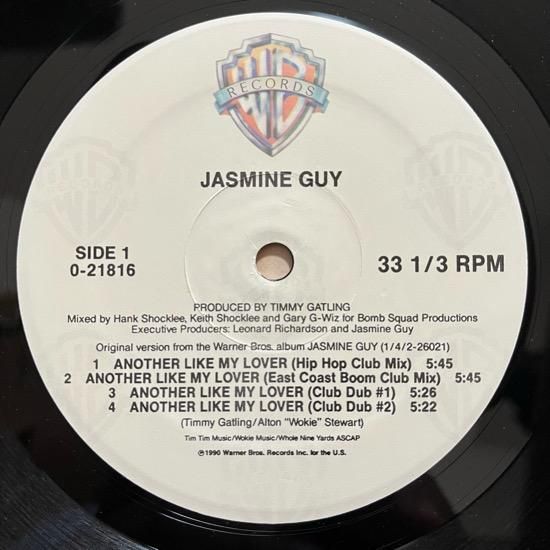 WB
RECORDS
JASMINE GUY
SIDE 1
0-21816
33 1/3 RPM
PRODUCED BY TIMMY GATLING
Mixed by Hank Shocklee, Keith Shocklee and Gary G-Wiz for Bomb Squad Productions
Executive Producers: Leonard Richardson and Jasmine Guy
Original version from the Warner Bros. album JASMINE GUY (1/4/2-26021)
1 ANOTHER LIKE MY LOVER (Hip Hop Club Mix) 5:45
2 ANOTHER LIKE MY LOVER (East Coast Boom Club Mix) 5:45
3 ANOTHER LIKE MY LOVER (Club Dub #1) 5:26
4 ANOTHER LIKE MY LOVER (Club Dub #2) 5:22
(Timmy Gatling/Alton "Wokie" Stewart)
Tim Tim Music/Wokie Music/Whole Nine Yards ASCAP
℗1990 Warner Bros. Records Inc. for the U.S.